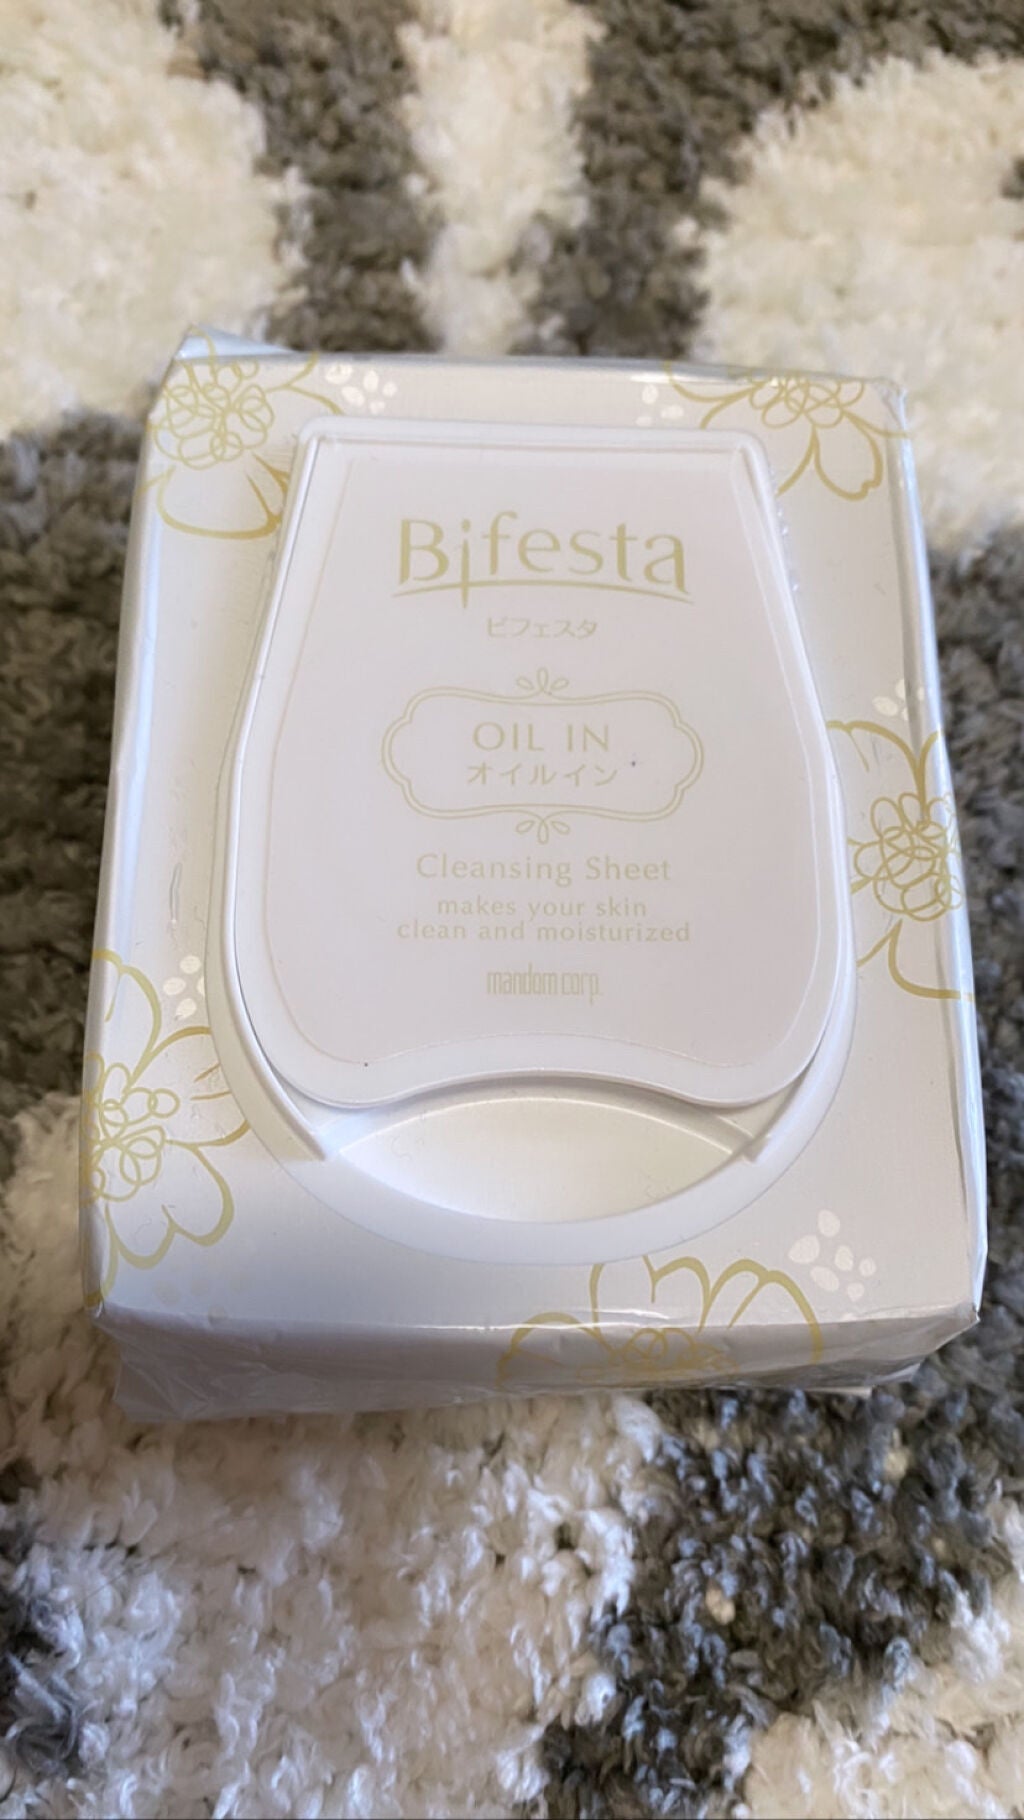 Bifesta
ビフェスタ
OIL IN
オイルイン
Cleansing Sheet
makes your skin
clean and moisturized
mandom corp.